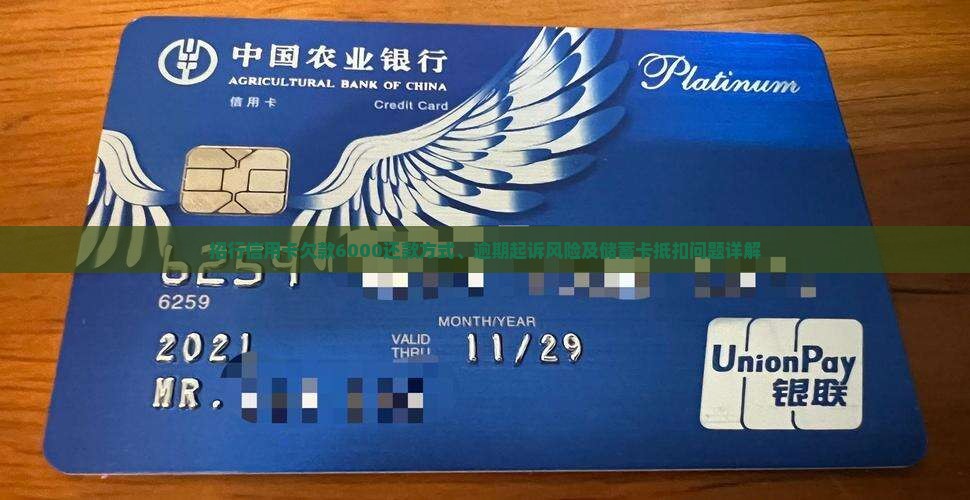 中国农业银行
AGRICULTURAL BANK OF CHINA
信用卡 Credit Card
Platinum
招行信用卡欠款6000还款方式、逾期起诉风险及储蓄卡抵扣问题详解
6259
6259
MONTH/YEAR
2021 VALID THRU 11/29
MR.
UnionPay
银联